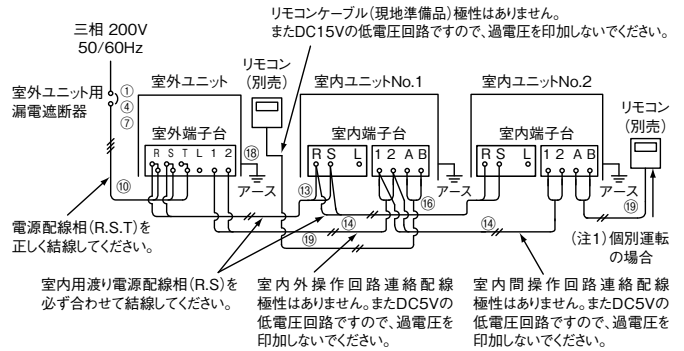 リモコンケーブル(現地準備品)極性はありません。
またDC15Vの低電圧回路ですので、過電圧を印加しないでください。
三相 200V
50/60Hz
室外ユニット用
漏電遮断器
①
④
⑦
室外ユニット
リモコン
(別売)
室内ユニットNo.1
室内ユニットNo.2
リモコン
(別売)
室外端子台
R S T L 1 2
⑱
アース
室内端子台
R S L 1 2 A B
アース
室内端子台
R S L 1 2 A B
アース
⑩
⑬
⑯
⑭
⑲
⑭
⑲
電源配線相(R.S.T)を
正しく結線してください。
(注1)個別運転
の場合
室内用渡り電源配線相(R.S)を
必ず合わせて結線してください。
室内外操作回路連絡配線
極性はありません。またDC5Vの
低電圧回路ですので、過電圧を
印加しないでください。
室内間操作回路連絡配線
極性はありません。またDC5Vの
低電圧回路ですので、過電圧を
印加しないでください。